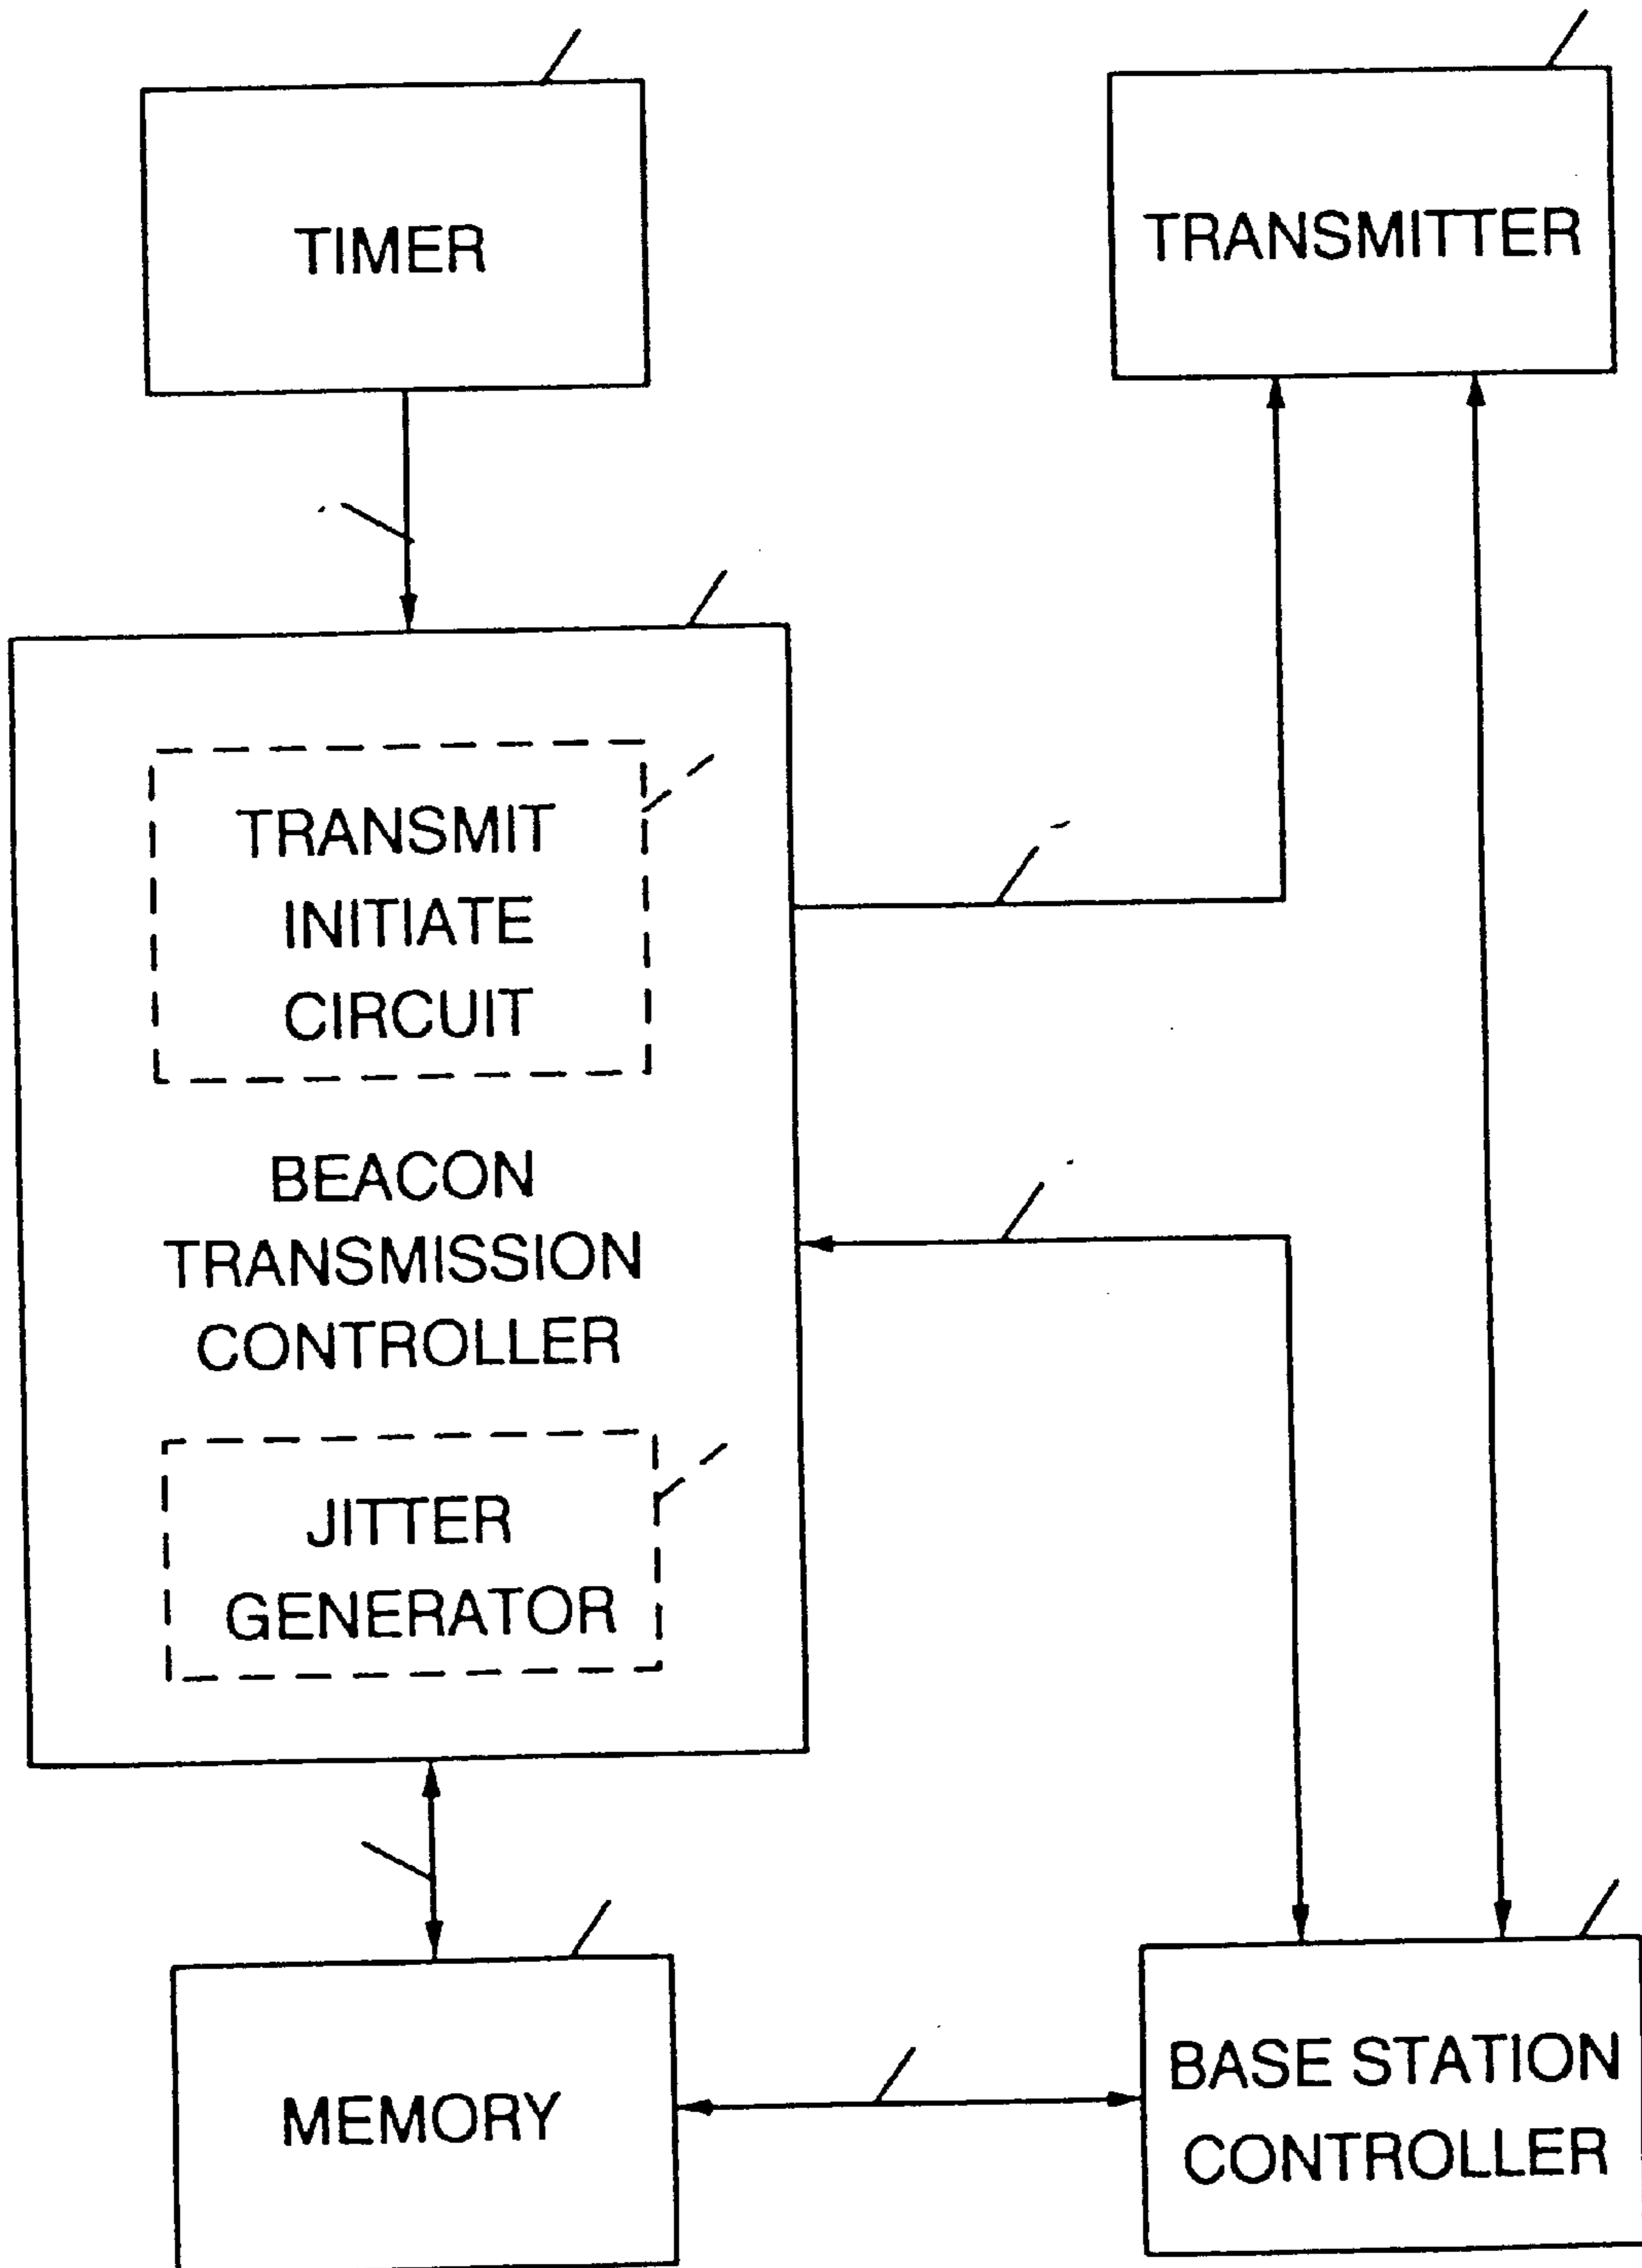 TIMER
TRANSMITTER
TRANSMIT
INITIATE
CIRCUIT
BEACON
TRANSMISSION
CONTROLLER
JITTER
GENERATOR
MEMORY
BASE STATION
CONTROLLER